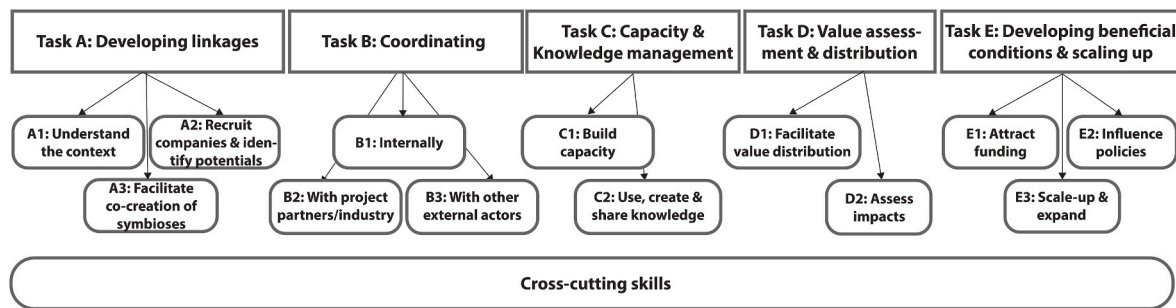 Task A: Developing linkages
Task B: Coordinating
Task C: Capacity &
Knowledge management
Task D: Value assess-
ment & distribution
Task E: Developing beneficial
conditions & scaling up
A1: Understand
the context
A2: Recruit
companies & iden-
tify potentials
A3: Facilitate
co-creation of
symbioses
B1: Internally
B2: With project
partners/industry
B3: With other
external actors
C1: Build
capacity
C2: Use, create &
share knowledge
D1: Facilitate
value distribution
D2: Assess
impacts
E1: Attract
funding
E2: Influence
policies
E3: Scale-up &
expand
Cross-cutting skills